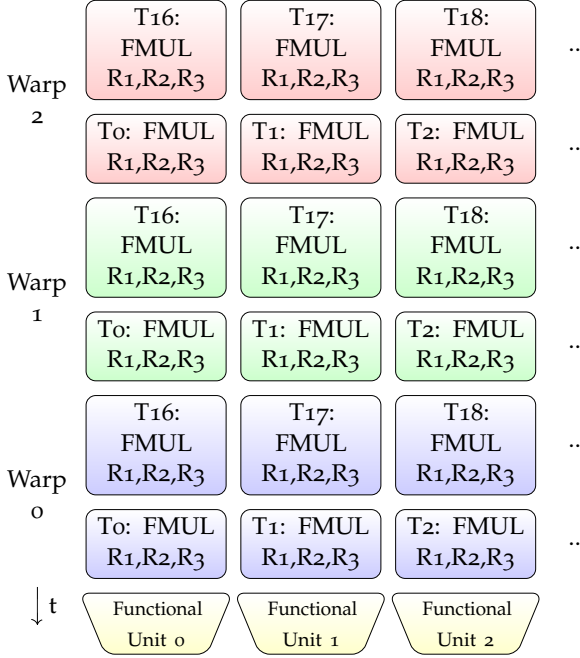 T16: T17: T18:
FMUL FMUL FMUL ..
R1,R2,R3 R1,R2,R3 R1,R2,R3
Warp
2
T0: FMUL T1: FMUL T2: FMUL
R1,R2,R3 R1,R2,R3 R1,R2,R3 ..
T16: T17: T18:
FMUL FMUL FMUL ..
R1,R2,R3 R1,R2,R3 R1,R2,R3
Warp
1
T0: FMUL T1: FMUL T2: FMUL
R1,R2,R3 R1,R2,R3 R1,R2,R3 ..
T16: T17: T18:
FMUL FMUL FMUL ..
R1,R2,R3 R1,R2,R3 R1,R2,R3
Warp
0
T0: FMUL T1: FMUL T2: FMUL
R1,R2,R3 R1,R2,R3 R1,R2,R3 ..
t
Functional Functional Functional
Unit 0 Unit 1 Unit 2